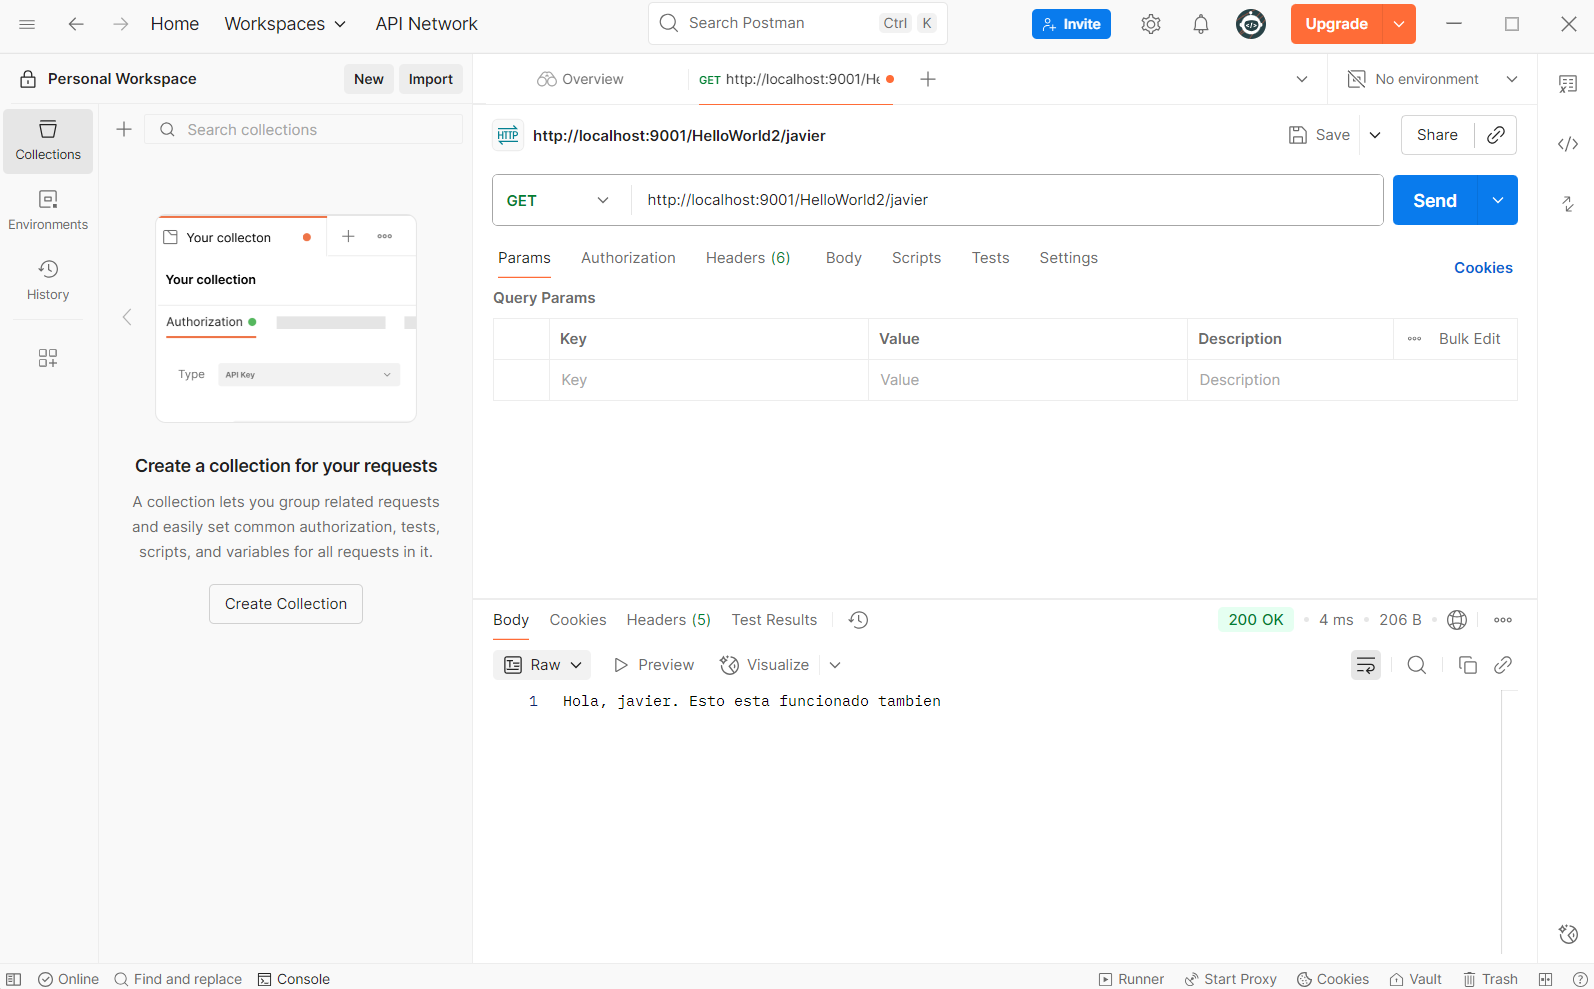 Home Workspaces API Network Search Postman Ctrl K Invite Upgrade
Personal Workspace New Import Overview GET http://localhost:9001/He No environment
Collections
Search collections
http://localhost:9001/HelloWorld2/javier Save Share
Environments
GET http://localhost:9001/HelloWorld2/javier Send
History
Your collecton
Your collection
Authorization
Type API Key
Create a collection for your requests
A collection lets you group related requests
and easily set common authorization, tests,
scripts, and variables for all requests in it.
Create Collection
Params Authorization Headers (6) Body Scripts Tests Settings Cookies
Query Params
Key Value Description Bulk Edit
Key Value Description
Body Cookies Headers (5) Test Results 200 OK 4 ms 206 B
Raw Preview Visualize
1 Hola, javier. Esto esta funcionado tambien
Online Find and replace Console Runner Start Proxy Cookies Vault Trash